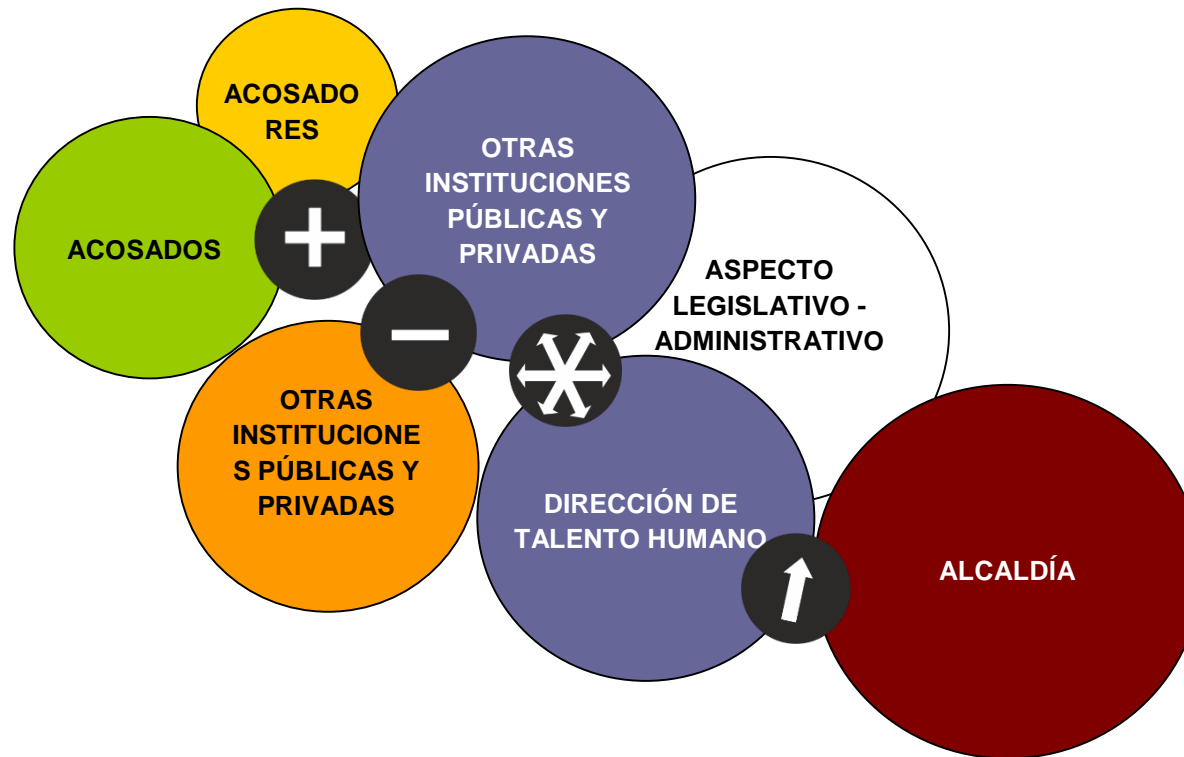 ACOSADO
RES
ACOSADOS
OTRAS
INSTITUCIONES
PÚBLICAS Y
PRIVADAS
ASPECTO
LEGISLATIVO -
ADMINISTRATIVO
OTRAS
INSTITUCIONE
S PÚBLICAS Y
PRIVADAS
DIRECCIÓN DE
TALENTO HUMANO
ALCALDÍA